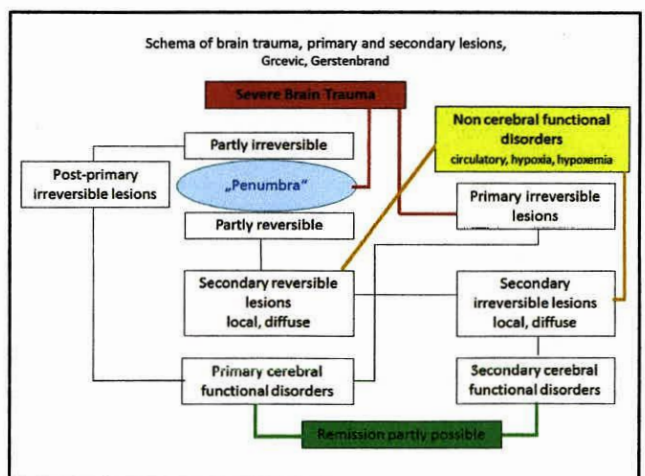 Schema of brain trauma, primary and secondary lesions,
Grcevic, Gerstenbrand
Severe Brain Trauma
Non cerebral functional
disorders
circulatory, hypoxia, hypoxemia
Partly irreversible
Post-primary
irreversible lesions
„Penumbra“
Primary irreversible
lesions
Partly reversible
Secondary reversible
lesions
local, diffuse
Secondary
irreversible lesions
local, diffuse
Primary cerebral
functional disorders
Secondary cerebral
functional disorders
Remission partly possible